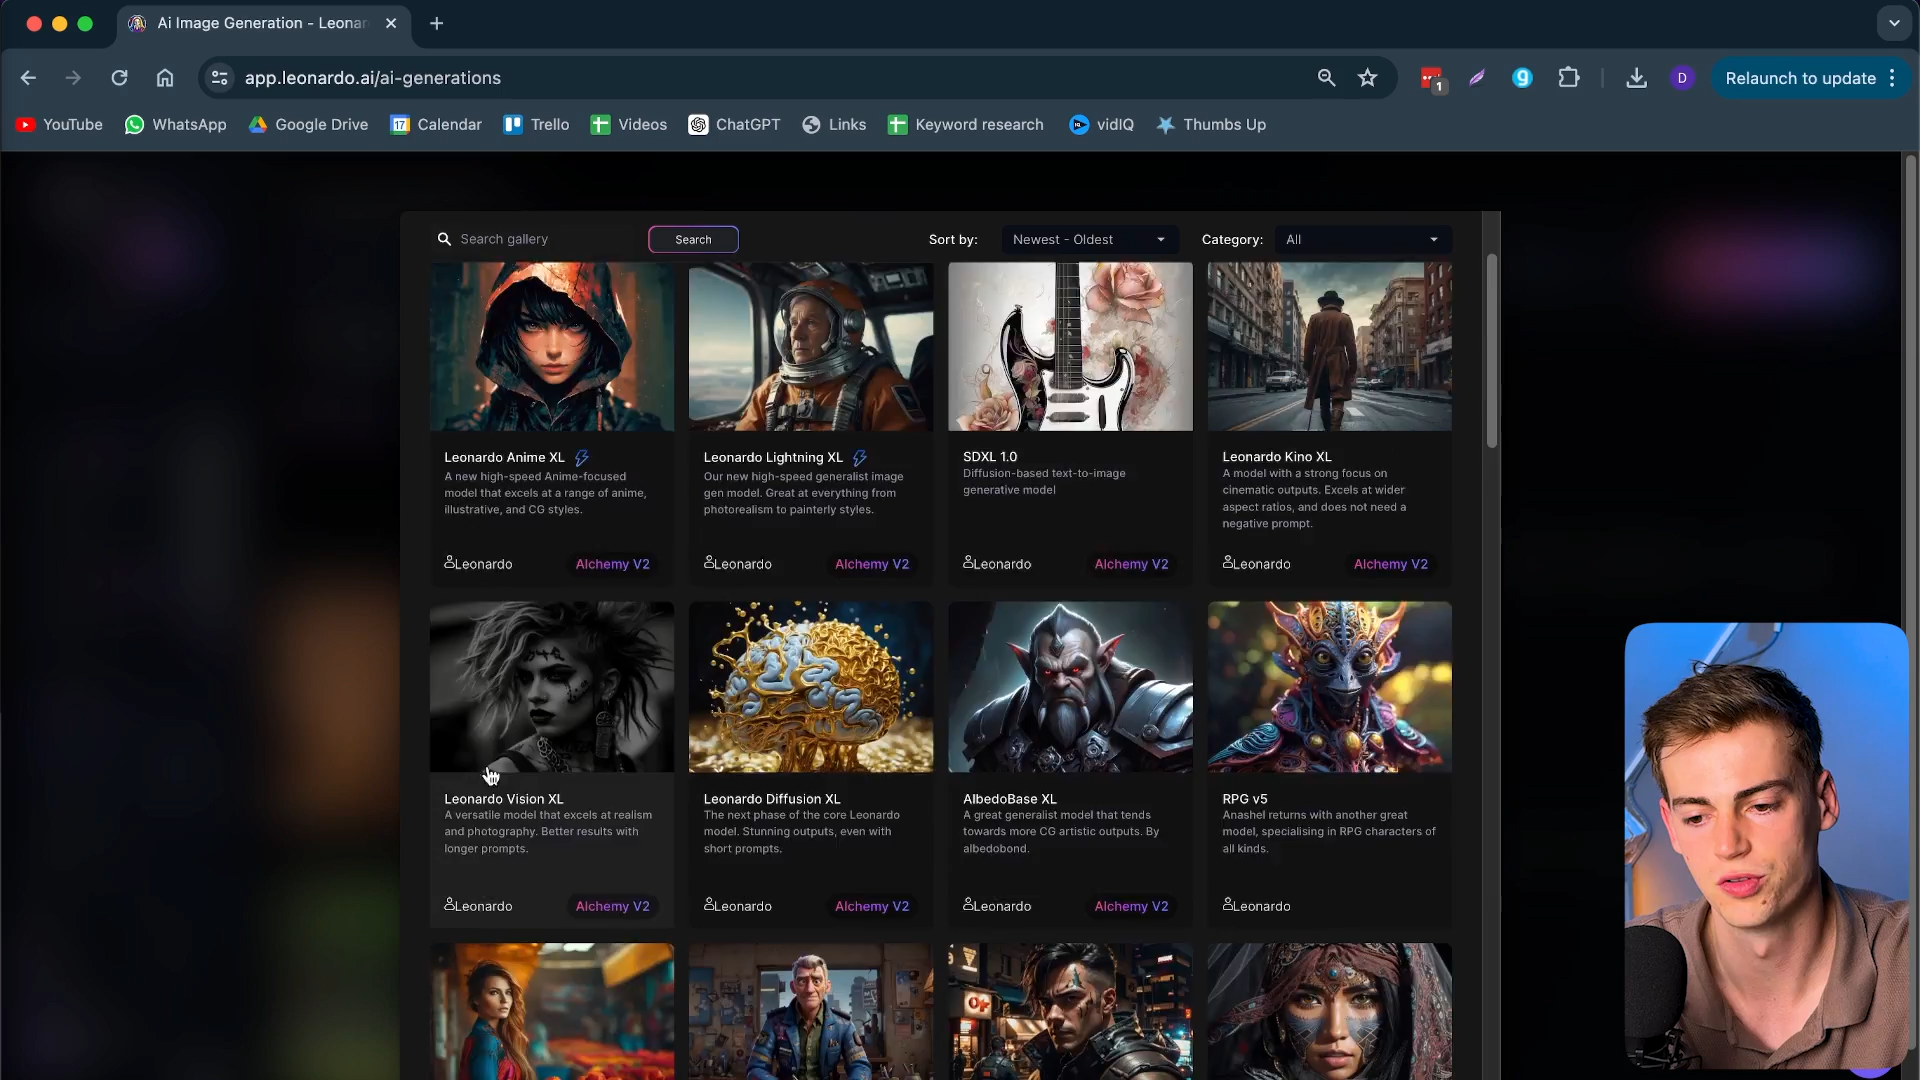 Ai Image Generation - Leonar
app.leonardo.ai/ai-generations
1
D
Relaunch to update
YouTube
WhatsApp
Google Drive
17
Calendar
Trello
Videos
ChatGPT
Links
Keyword research
vidIQ
Thumbs Up
Search gallery
Search
Sort by:
Newest - Oldest
Category:
All
Leonardo Anime XL
A new high-speed Anime-focused
model that excels at a range of anime,
illustrative, and CG styles.
Leonardo
Alchemy V2
Leonardo Lightning XL
Our new high-speed generalist image
gen model. Great at everything from
photorealism to painterly styles.
Leonardo
Alchemy V2
SDXL 1.0
Diffusion-based text-to-image
generative model
Leonardo
Alchemy V2
Leonardo Kino XL
A model with a strong focus on
cinematic outputs. Excels at wider
aspect ratios, and does not need a
negative prompt.
Leonardo
Alchemy V2
Leonardo Vision XL
A versatile model that excels at realism
and photography. Better results with
longer prompts.
Leonardo
Alchemy V2
Leonardo Diffusion XL
The next phase of the core Leonardo
model. Stunning outputs, even with
short prompts.
Leonardo
Alchemy V2
AlbedoBase XL
A great generalist model that tends
towards more CG artistic outputs. By
albedobond.
Leonardo
Alchemy V2
RPG v5
Anashel returns with another great
model, specialising in RPG characters of
all kinds.
Leonardo